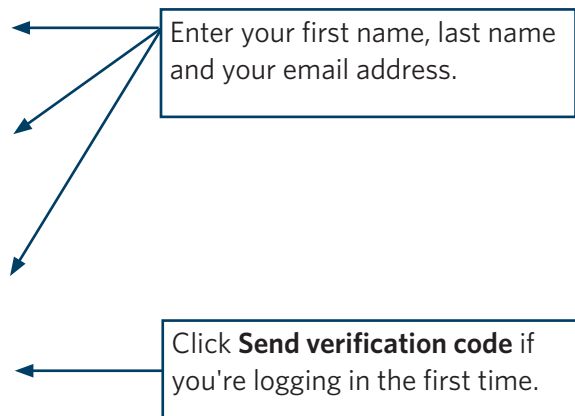 Enter your first name, last name
and your email address.
Click Send verification code if
you're logging in the first time.